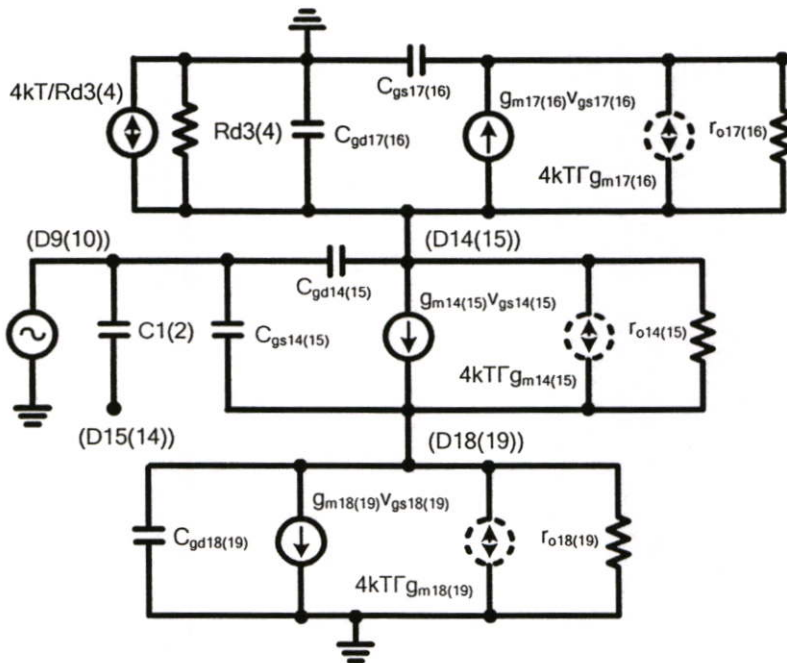 4kT/Rd3(4)
Rd3(4)
Cgd17(16)
Cgs17(16)
gm17(16)vgs17(16)
4kTΓgm17(16)
ro17(16)
(D9(10))
(D14(15))
C1(2)
(D15(14))
Cgs14(15)
Cgd14(15)
gm14(15)vgs14(15)
4kTΓgm14(15)
ro14(15)
(D18(19))
Cgd18(19)
gm18(19)vgs18(19)
4kTΓgm18(19)
ro18(19)